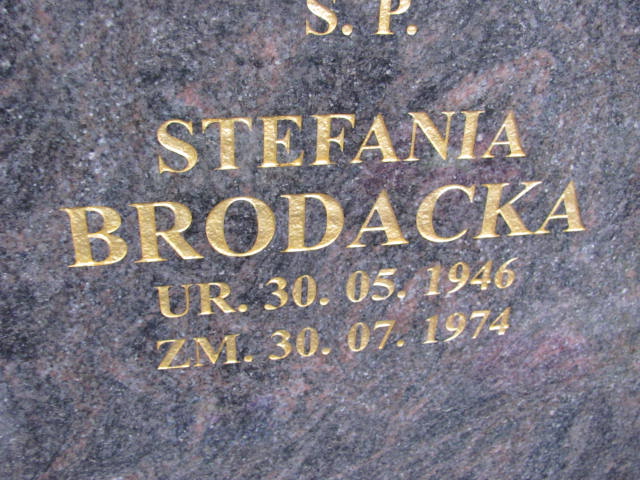 S. P.
STEFANIA
BRODACKA
UR. 30. 05. 1946
ZM. 30. 07. 1974